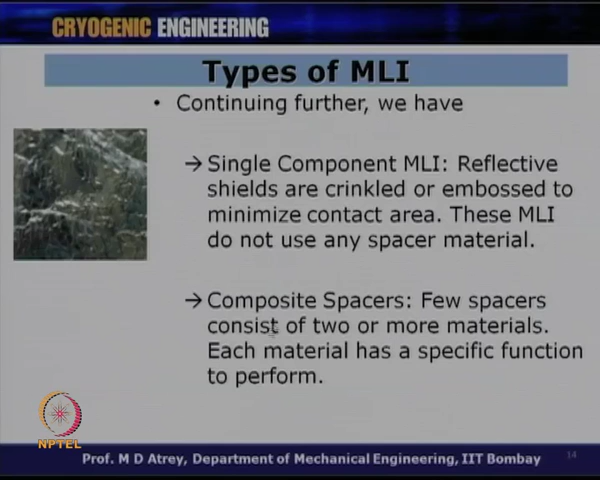 CRYOGENIC ENGINEERING
Types of MLI
• Continuing further, we have
→ Single Component MLI: Reflective
shields are crinkled or embossed to
minimize contact area. These MLI
do not use any spacer material.
→ Composite Spacers: Few spacers
consist of two or more materials.
Each material has a specific function
to perform.
NPTEL
Prof. M D Atrey, Department of Mechanical Engineering, IIT Bombay
14